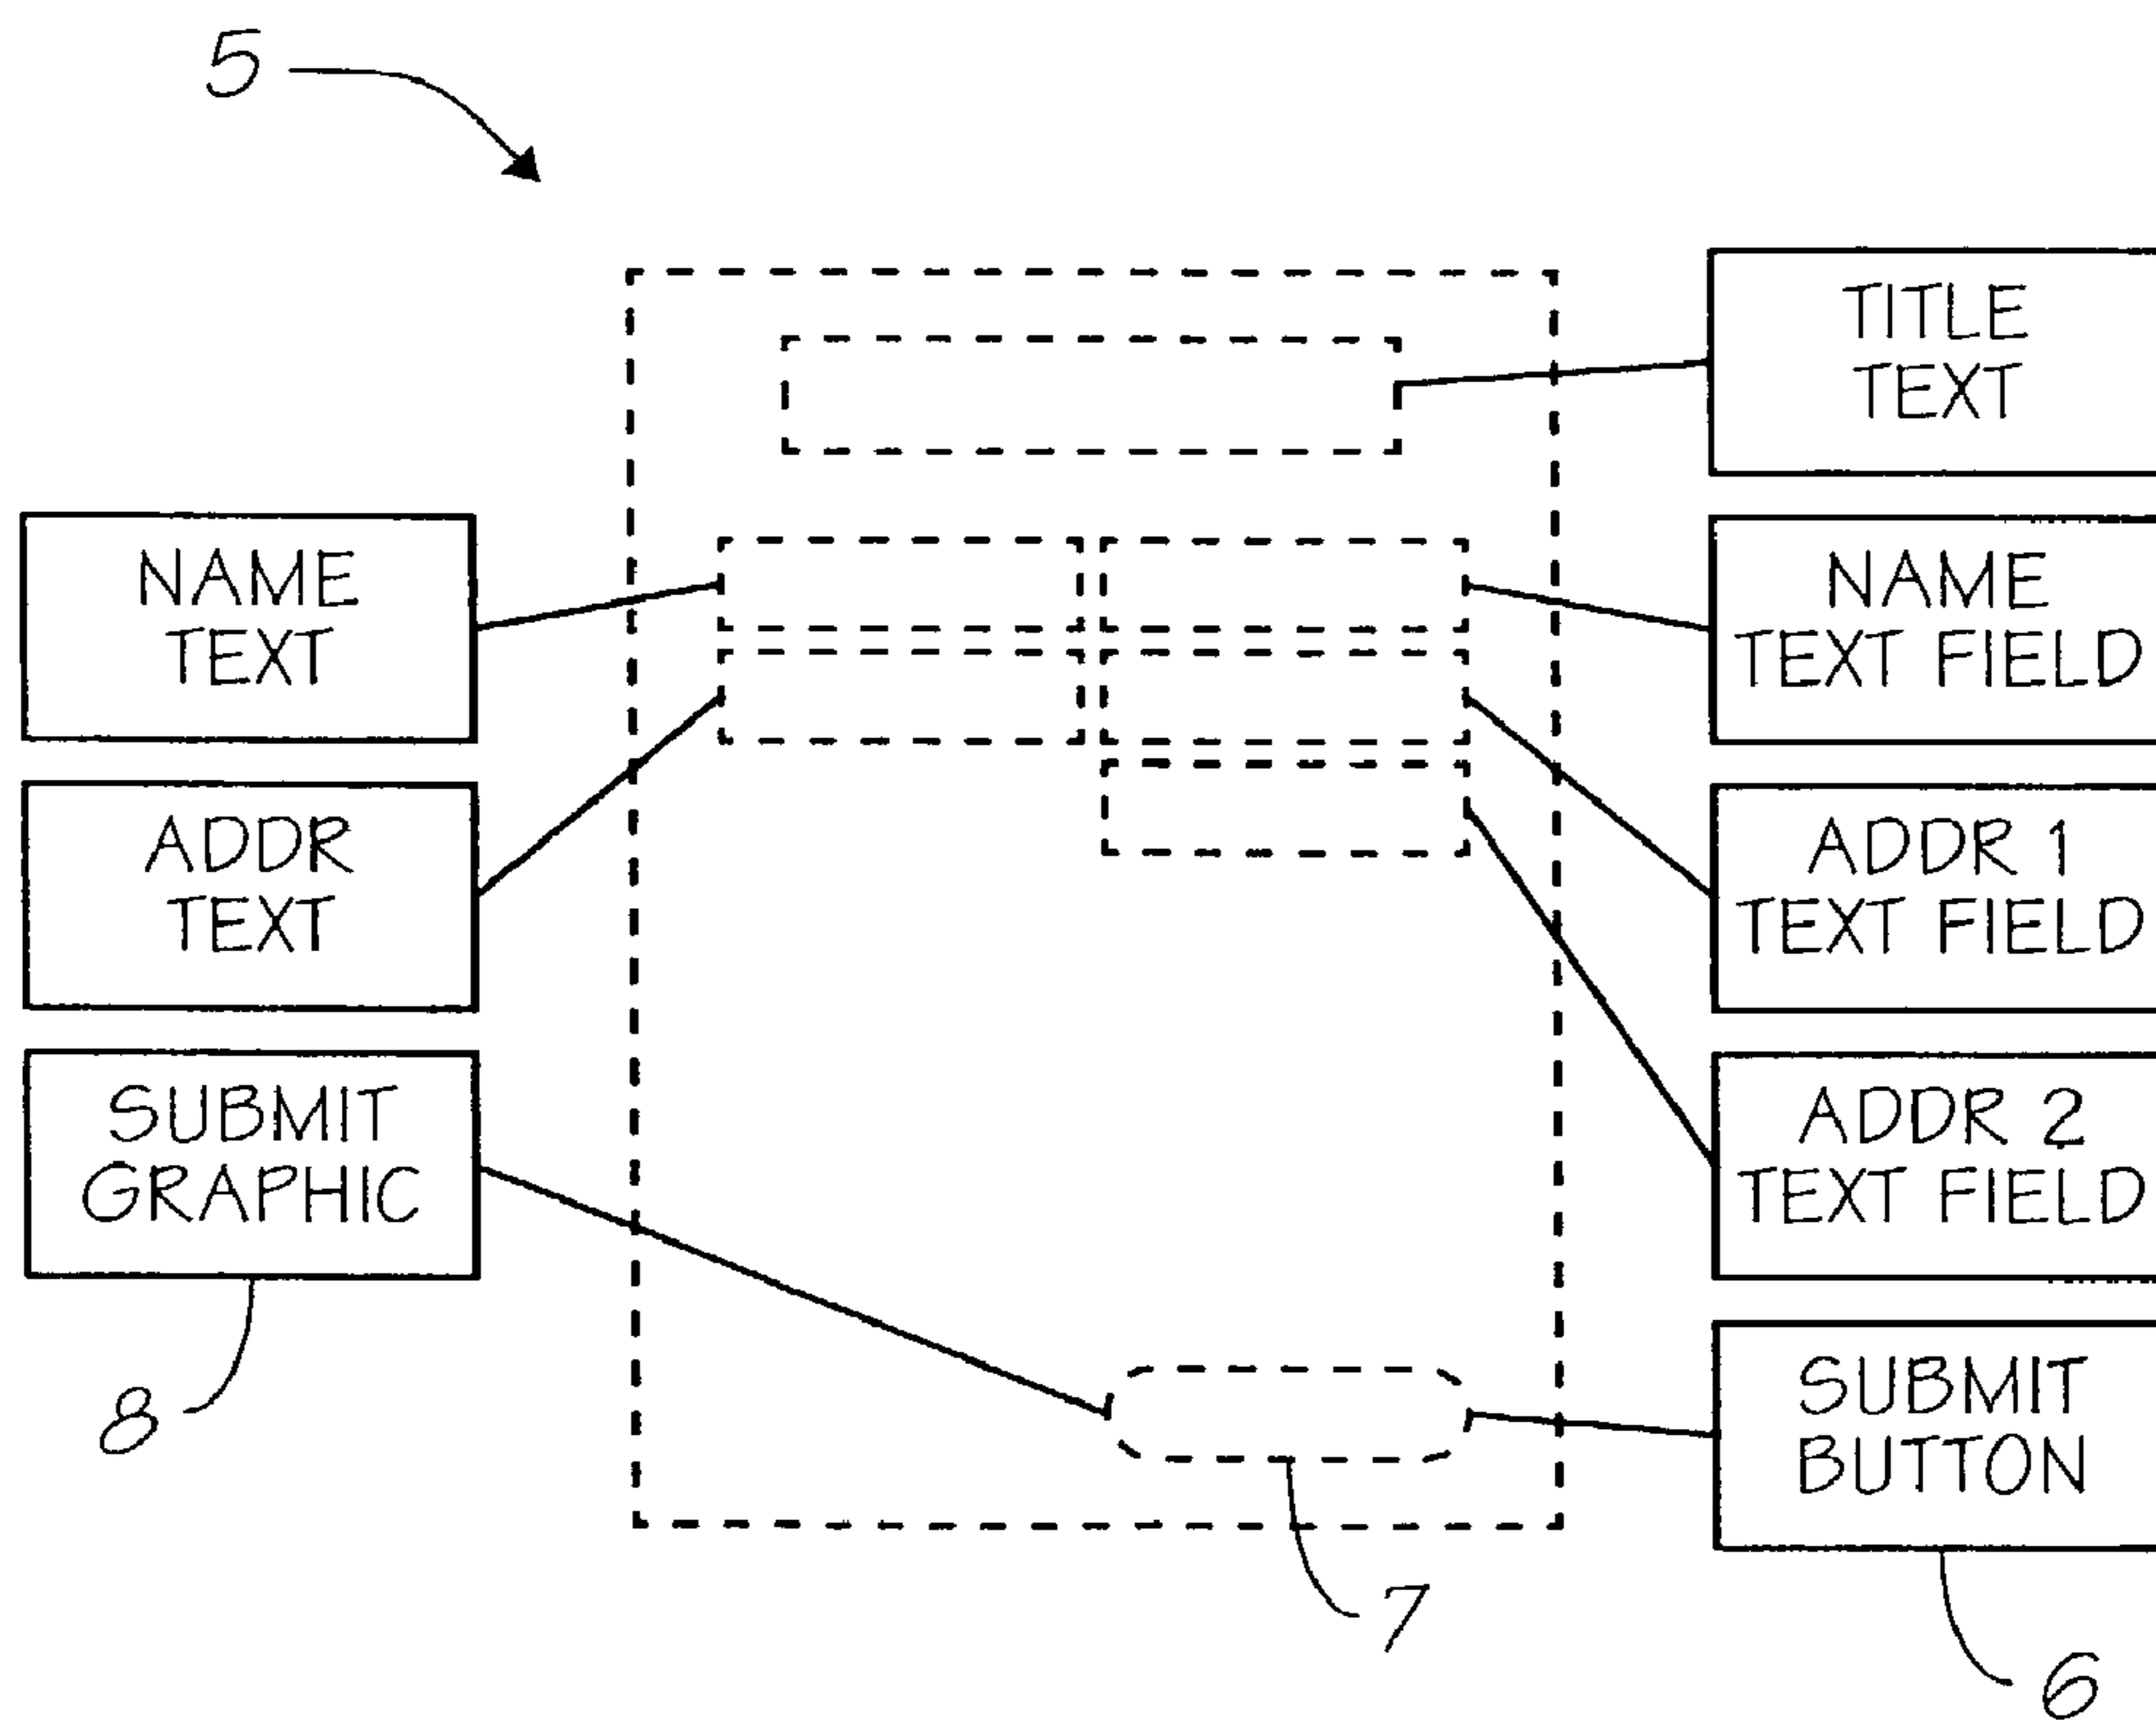 5
TITLE
TEXT
NAME
TEXT
NAME
TEXT FIELD
ADDR
TEXT
ADDR 1
TEXT FIELD
SUBMIT
GRAPHIC
ADDR 2
TEXT FIELD
SUBMIT
BUTTON
8
7
6